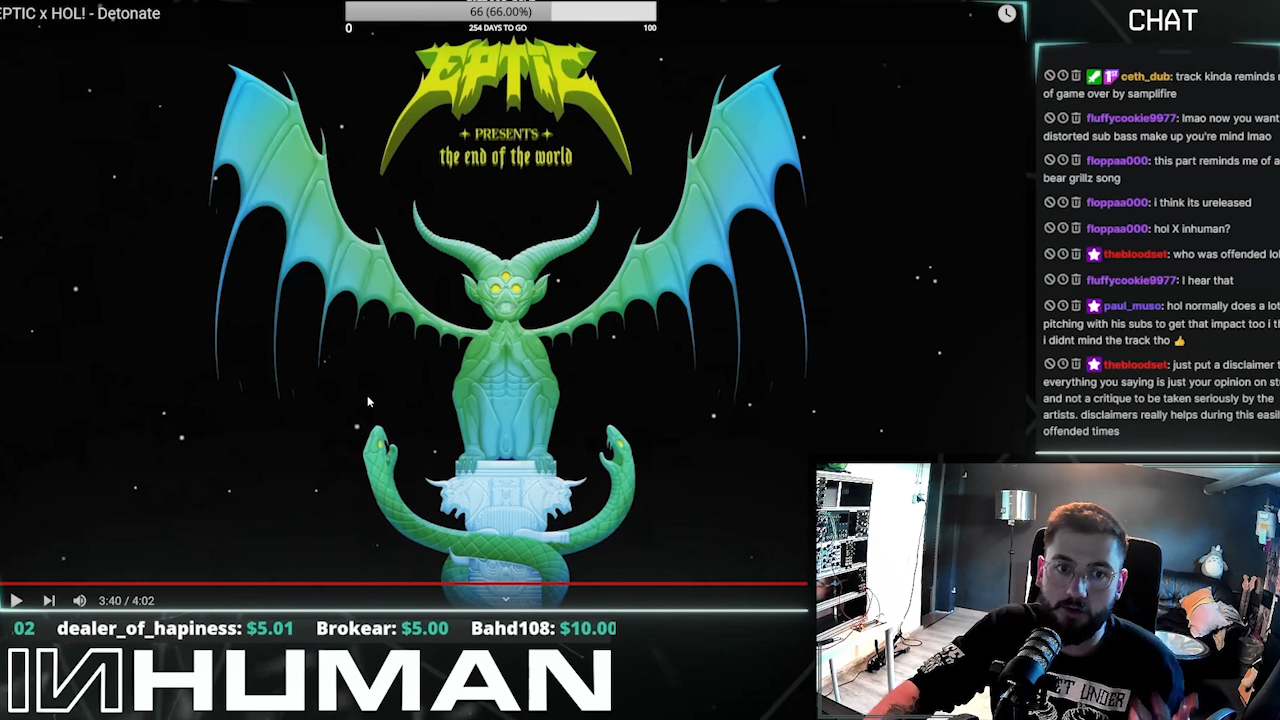 EPTIC x HOL! - Detonate
66 (66.00%)
0
254 DAYS TO GO
100
EPTIC
PRESENTS
the end of the world
3:40 / 4:02
.02 dealer_of_hapiness: $5.01 Brokear: $5.00 Bahd108: $10.00
INHUMAN
CHAT
1st ceth_dub: track kinda reminds
of game over by samplifire
fluffycookie9977: lmao now you want
distorted sub bass make up you're mind lmao
floppaa000: this part reminds me of a
bear grillz song
floppaa000: i think its ureleased
floppaa000: hol X inhuman?
thebloodset: who was offended lol
fluffycookie9977: I hear that
paul_muso: hol normally does a lot
pitching with his subs to get that impact too i
i didnt mind the track tho 👍
thebloodset: just put a disclaimer
everything you saying is just your opinion on
and not a critique to be taken seriously by the
artists. disclaimers really helps during this easi
offended times
UNDER